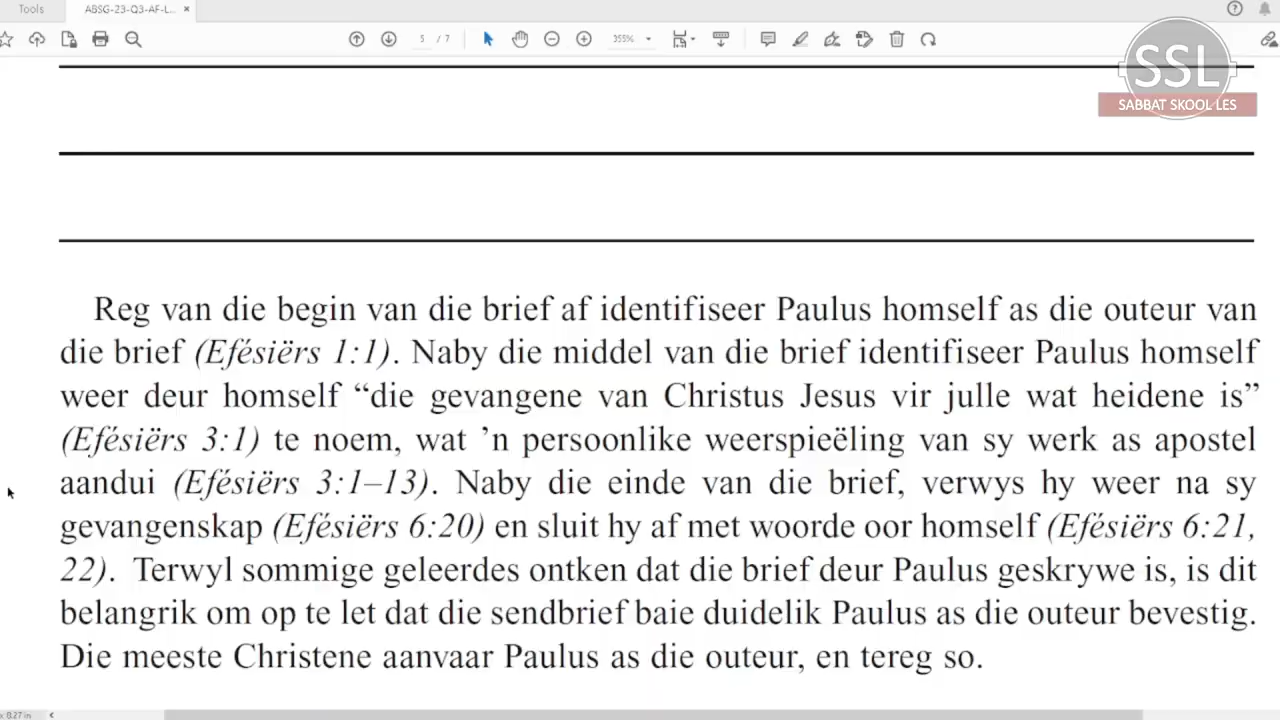 Tools
ABSG-23-Q3-AF-L... ×
5 / 7
355%
SSL
SABBAT SKOOL LES
Reg van die begin van die brief af identifiseer Paulus homself as die outeur van
die brief (Efésiërs 1:1). Naby die middel van die brief identifiseer Paulus homself
weer deur homself “die gevangene van Christus Jesus vir julle wat heidene is”
(Efésiërs 3:1) te noem, wat ’n persoonlike weerspieëling van sy werk as apostel
aandui (Efésiërs 3:1–13). Naby die einde van die brief, verwys hy weer na sy
gevangenskap (Efésiërs 6:20) en sluit hy af met woorde oor homself (Efésiërs 6:21,
22). Terwyl sommige geleerdes ontken dat die brief deur Paulus geskrywe is, is dit
belangrik om op te let dat die sendbrief baie duidelik Paulus as die outeur bevestig.
Die meeste Christene aanvaar Paulus as die outeur, en tereg so.
x 8.27 in